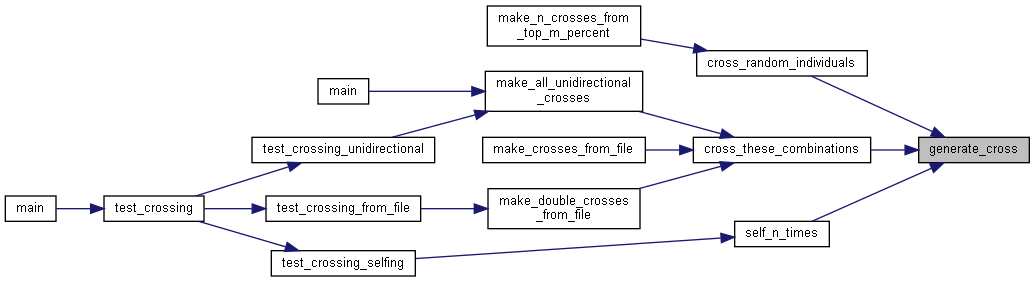 make_n_crosses_from
_top_m_percent
cross_random_individuals
main
make_all_unidirectional
_crosses
test_crossing_unidirectional
make_crosses_from_file
cross_these_combinations
generate_cross
main
test_crossing
test_crossing_from_file
make_double_crosses
_from_file
self_n_times
test_crossing_selfing